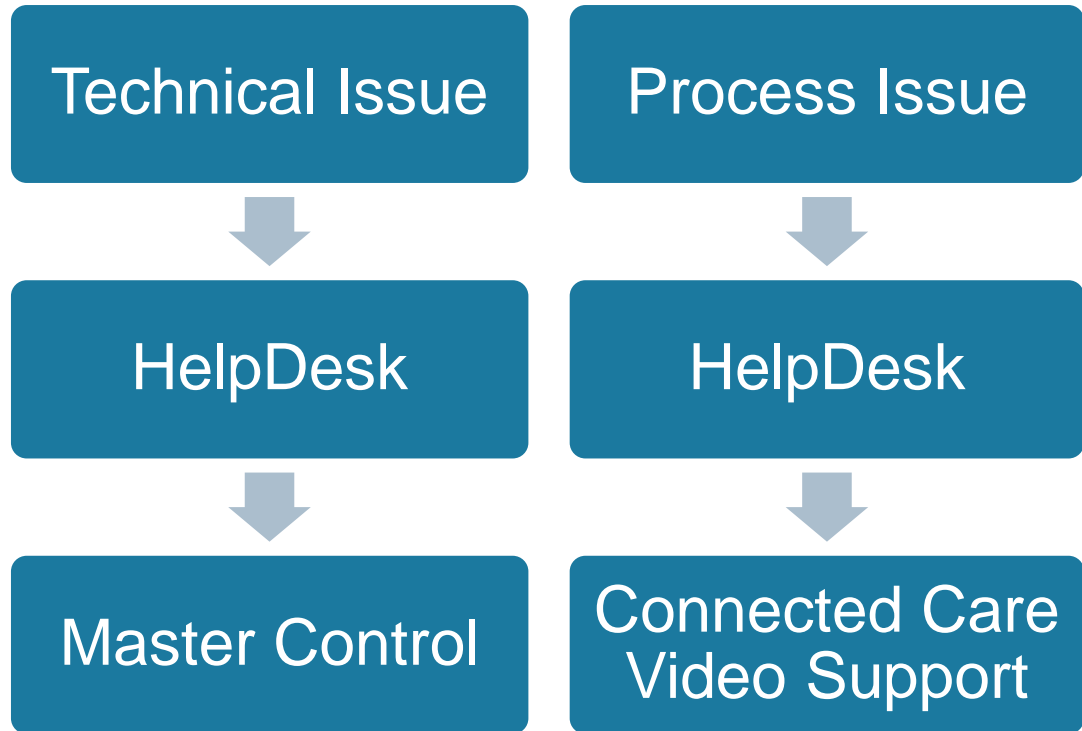 Technical Issue
Process Issue
HelpDesk
HelpDesk
Master Control
Connected Care
Video Support